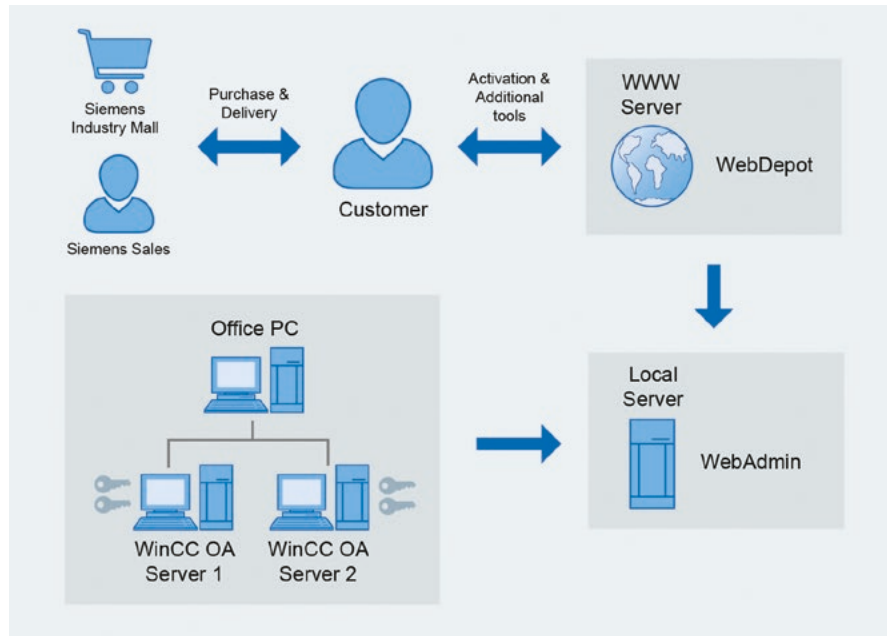 Siemens
Industry Mall
Siemens Sales
Purchase &
Delivery
Customer
Activation &
Additional
tools
WWW
Server
WebDepot
Office PC
WinCC OA
Server 1
WinCC OA
Server 2
Local
Server
WebAdmin